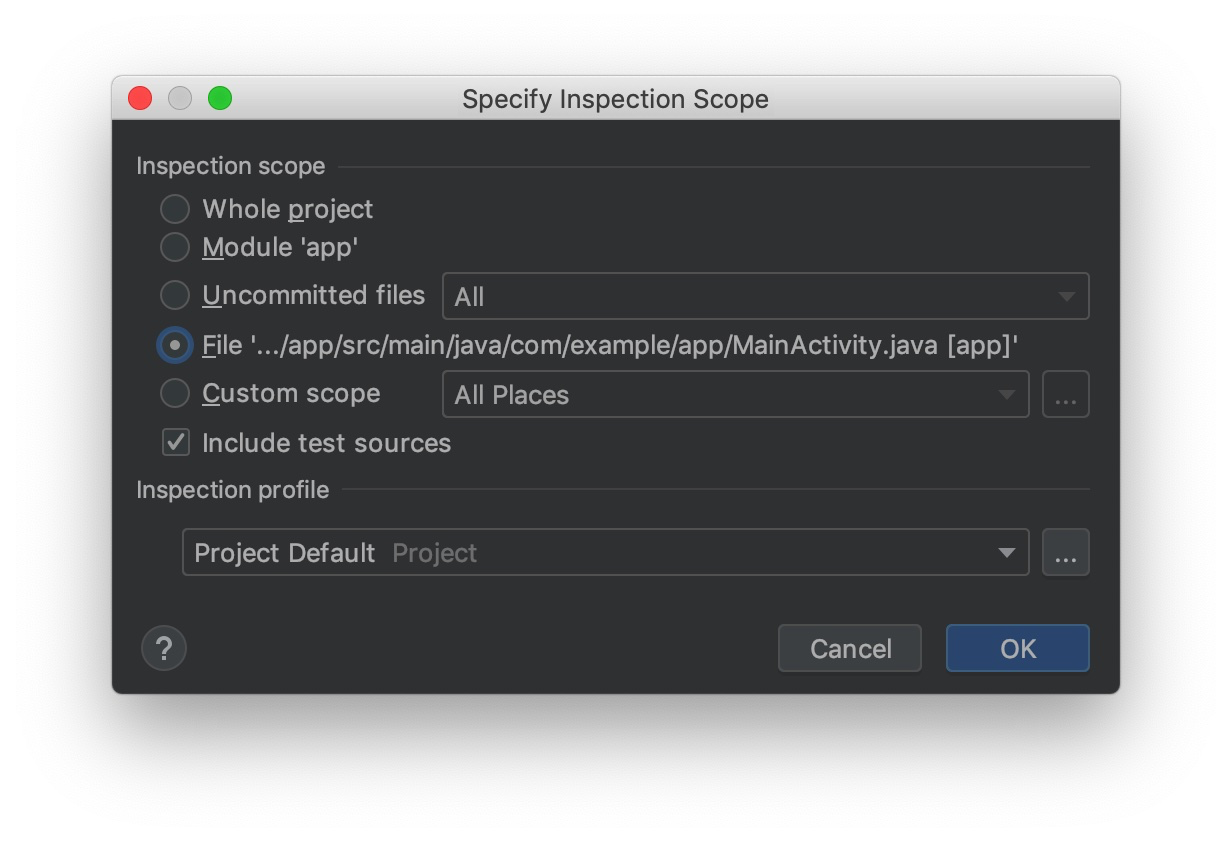 Specify Inspection Scope
Inspection scope
Whole project
Module 'app'
Uncommitted files All
File '.../app/src/main/java/com/example/app/MainActivity.java [app]'
Custom scope All Places ...
Include test sources
Inspection profile
Project Default Project ...
? Cancel OK